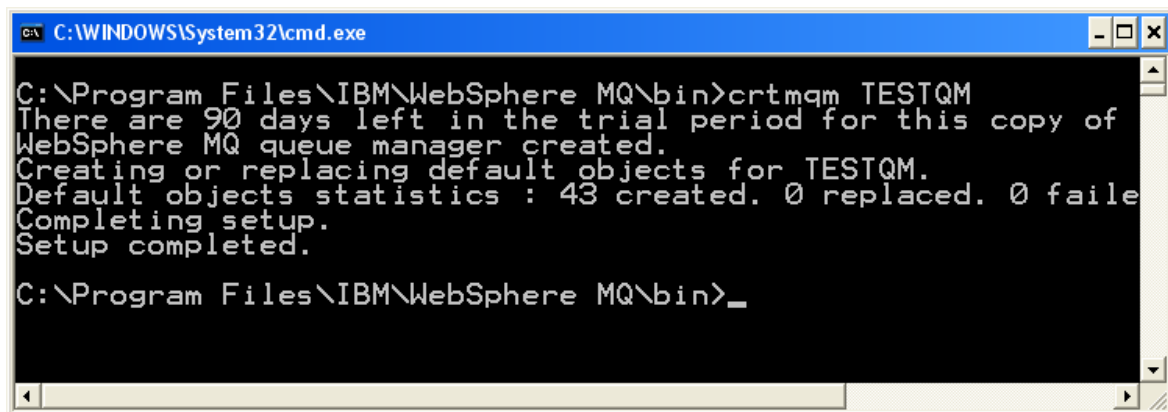 C:\WINDOWS\System32\cmd.exe
C:\Program Files\IBM\WebSphere MQ\bin>crtmqm TESTQM
There are 90 days left in the trial period for this copy of
WebSphere MQ queue manager created.
Creating or replacing default objects for TESTQM.
Default objects statistics : 43 created. 0 replaced. 0 faile
Completing setup.
Setup completed.
C:\Program Files\IBM\WebSphere MQ\bin>_